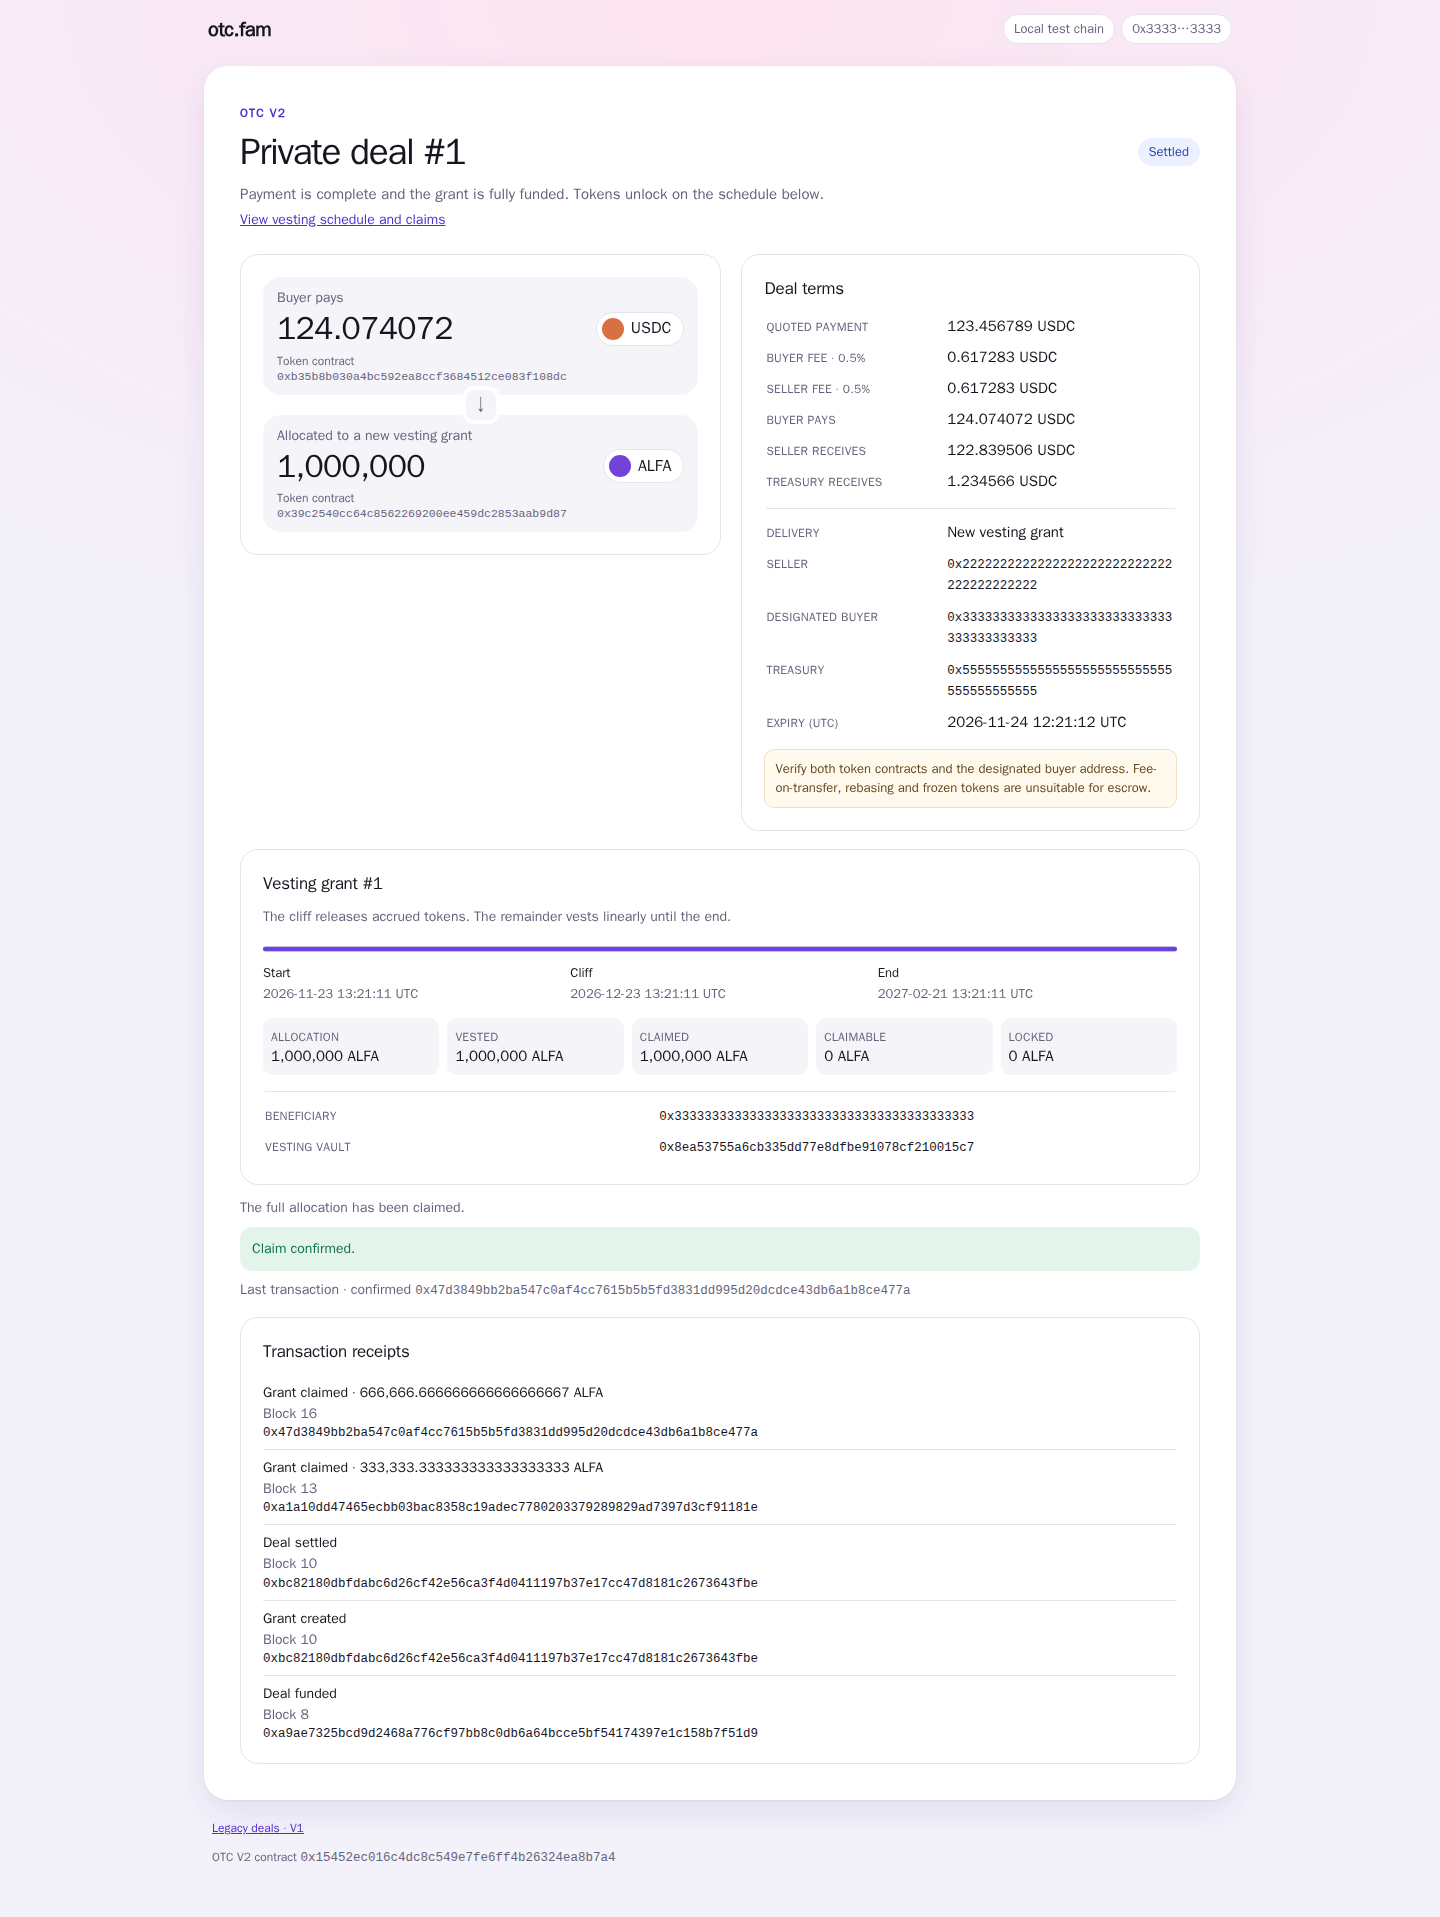 otc.fam
Local test chain
0x3333···3333
OTC V2
Private deal #1
Settled
Payment is complete and the grant is fully funded. Tokens unlock on the schedule below.
View vesting schedule and claims
Buyer pays
124.074072
USDC
Token contract
0xb35b8b030a4bc592ea8ccf3684512ce083f108dc
↓
Allocated to a new vesting grant
1,000,000
ALFA
Token contract
0x39c2540cc64c8562269200ee459dc2853aab9d87
Deal terms
QUOTED PAYMENT 123.456789 USDC
BUYER FEE · 0.5% 0.617283 USDC
SELLER FEE · 0.5% 0.617283 USDC
BUYER PAYS 124.074072 USDC
SELLER RECEIVES 122.839506 USDC
TREASURY RECEIVES 1.234566 USDC
DELIVERY New vesting grant
SELLER 0x2222222222222222222222222222
222222222222
DESIGNATED BUYER 0x3333333333333333333333333333
333333333333
TREASURY 0x5555555555555555555555555555
555555555555
EXPIRY (UTC) 2026-11-24 12:21:12 UTC
Verify both token contracts and the designated buyer address. Fee-
on-transfer, rebasing and frozen tokens are unsuitable for escrow.
Vesting grant #1
The cliff releases accrued tokens. The remainder vests linearly until the end.
Start Cliff End
2026-11-23 13:21:11 UTC 2026-12-23 13:21:11 UTC 2027-02-21 13:21:11 UTC
ALLOCATION VESTED CLAIMED CLAIMABLE LOCKED
1,000,000 ALFA 1,000,000 ALFA 1,000,000 ALFA 0 ALFA 0 ALFA
BENEFICIARY 0x3333333333333333333333333333333333333333
VESTING VAULT 0x8ea53755a6cb335dd77e8dfbe91078cf210015c7
The full allocation has been claimed.
Claim confirmed.
Last transaction · confirmed 0x47d3849bb2ba547c0af4cc7615b5b5fd3831dd995d20dcdce43db6a1b8ce477a
Transaction receipts
Grant claimed · 666,666.666666666666666667 ALFA
Block 16
0x47d3849bb2ba547c0af4cc7615b5b5fd3831dd995d20dcdce43db6a1b8ce477a
Grant claimed · 333,333.333333333333333333 ALFA
Block 13
0xa1a10dd47465ecbb03bac8358c19adec7780203379289829ad7397d3cf91181e
Deal settled
Block 10
0xbc82180dbfdabc6d26cf42e56ca3f4d0411197b37e17cc47d8181c2673643fbe
Grant created
Block 10
0xbc82180dbfdabc6d26cf42e56ca3f4d0411197b37e17cc47d8181c2673643fbe
Deal funded
Block 8
0xa9ae7325bcd9d2468a776cf97bb8c0db6a64bcce5bf54174397e1c158b7f51d9
Legacy deals · V1
OTC V2 contract 0x15452ec016c4dc8c549e7fe6ff4b26324ea8b7a4